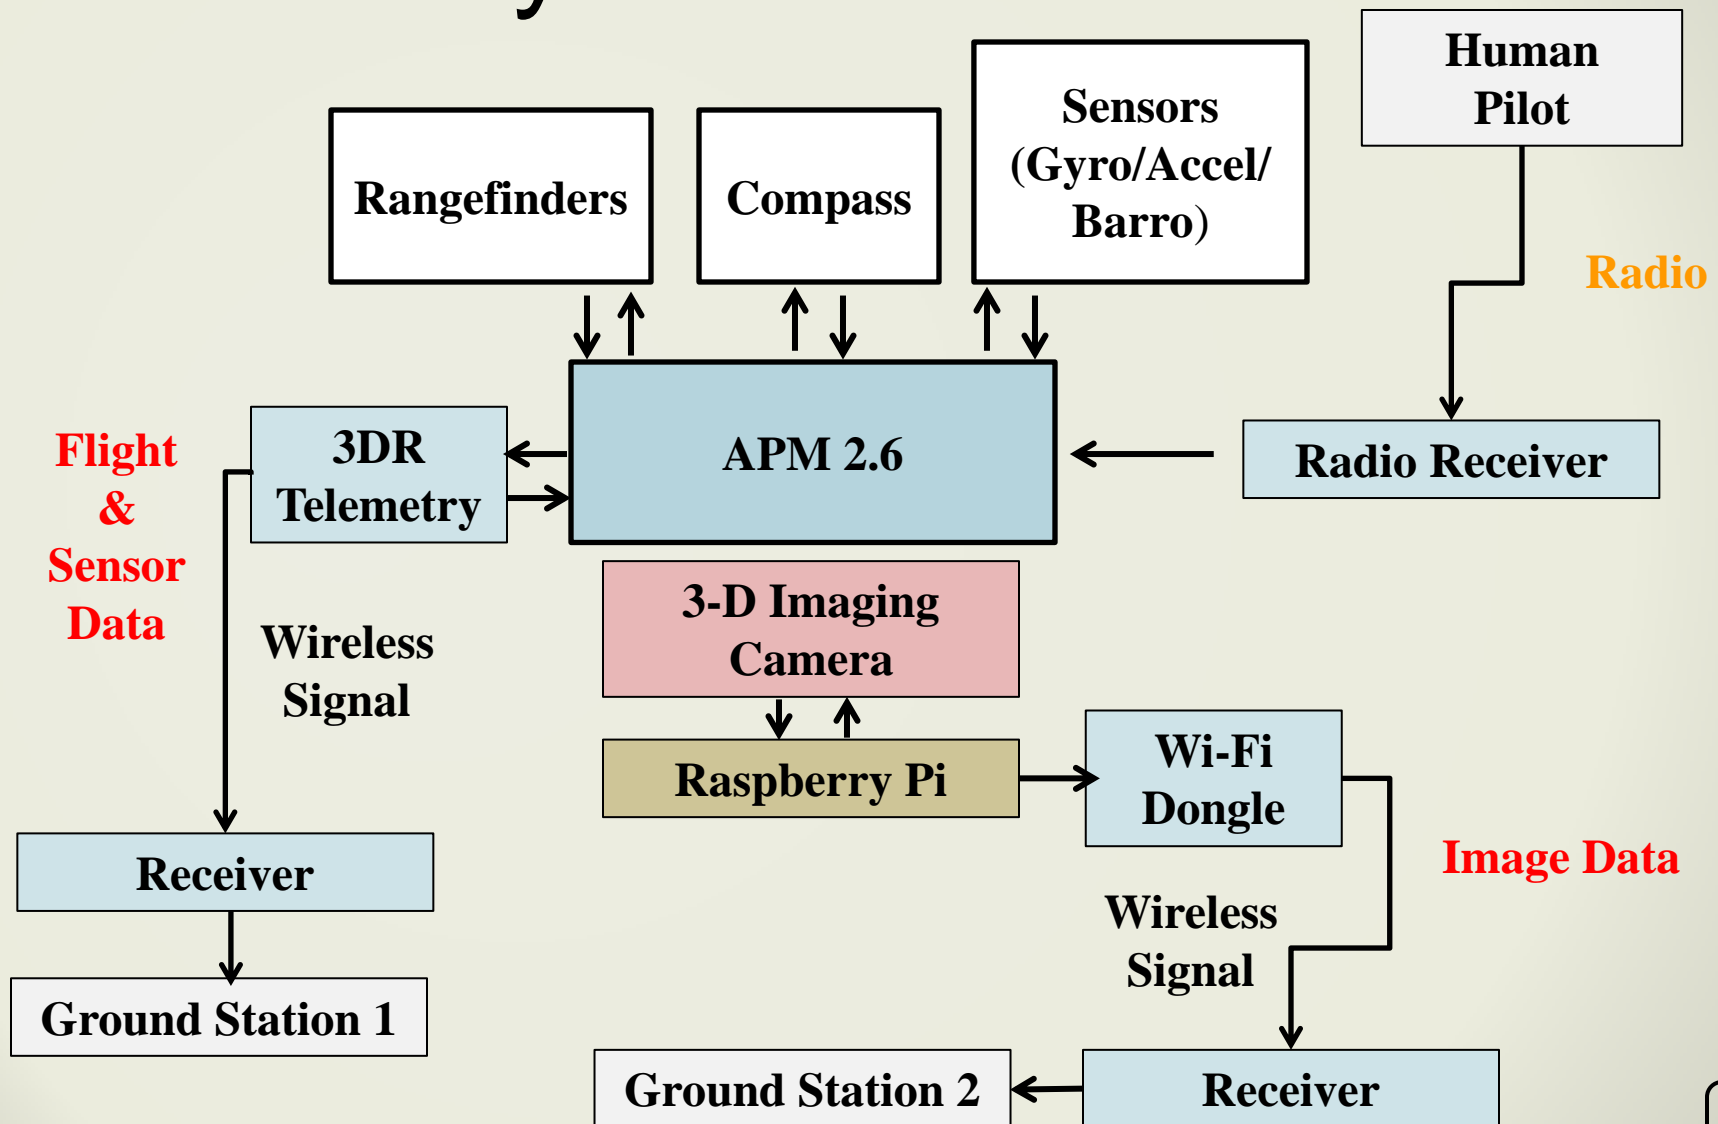 Human
Pilot
Sensors
(Gyro/Accel/
Barro)
Rangefinders
Compass
Radio
Flight
&
Sensor
Data
3DR
Telemetry
APM 2.6
Radio Receiver
3-D Imaging
Camera
Wireless
Signal
Raspberry Pi
Wi-Fi
Dongle
Receiver
Image Data
Wireless
Signal
Ground Station 1
Ground Station 2
Receiver